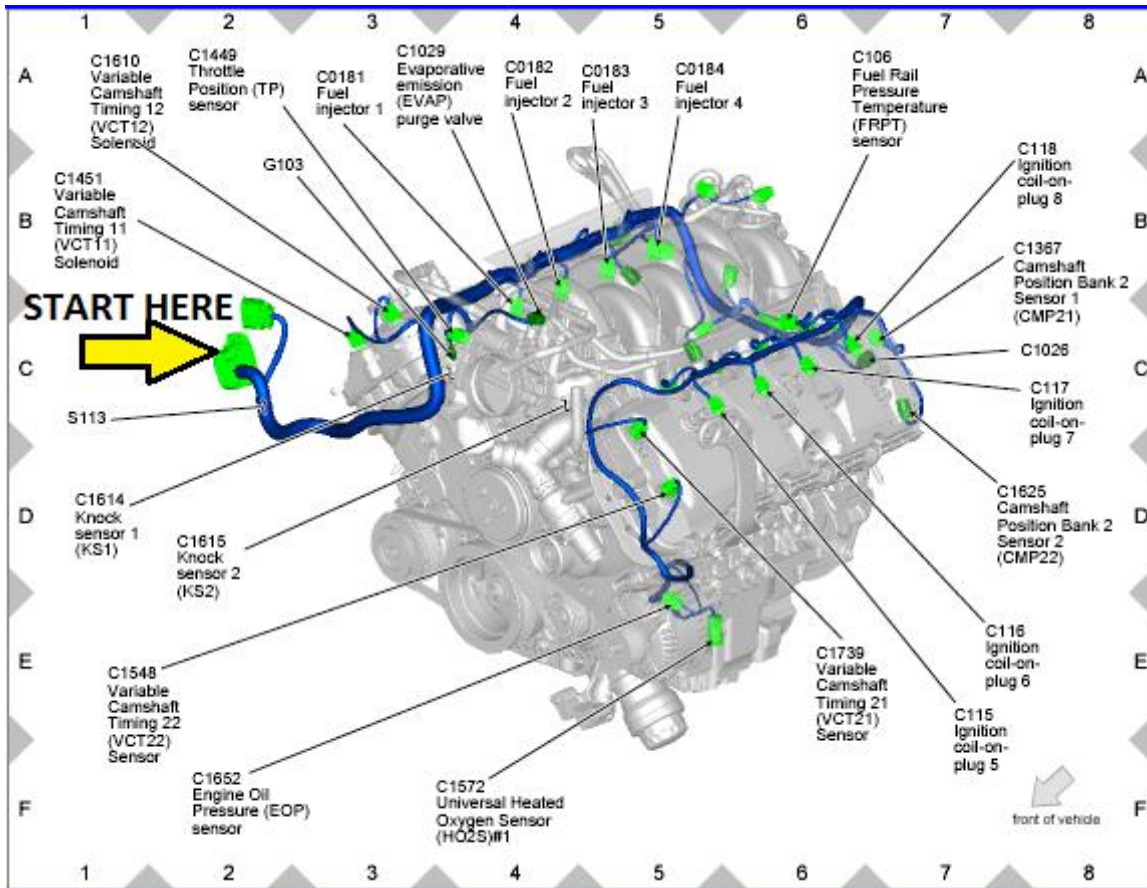 1 2 3 4 5 6 7 8
A A
C1610
Variable
Camshaft
Timing 12
(VCT12)
Solenoid
C1449
Throttle
Position (TP)
sensor
C0181
Fuel
injector 1
C1029
Evaporative
emission
(EVAP)
purge valve
C0182
Fuel
injector 2
C0183
Fuel
injector 3
C0184
Fuel
injector 4
C106
Fuel Rail
Pressure
Temperature
(FRPT)
sensor
C118
Ignition
coil-on-
plug 8
G103
C1451
Variable
Camshaft
Timing 11
(VCT11)
Solenoid
B B
C1367
Camshaft
Position Bank 2
Sensor 1
(CMP21)
START HERE
C C
C1026
C117
Ignition
coil-on-
plug 7
S113
C1614
Knock
sensor 1
(KS1)
C1615
Knock
sensor 2
(KS2)
D D
C1625
Camshaft
Position Bank 2
Sensor 2
(CMP22)
C116
Ignition
coil-on-
plug 6
E E
C1548
Variable
Camshaft
Timing 22
(VCT22)
Sensor
C1739
Variable
Camshaft
Timing 21
(VCT21)
Sensor
C115
Ignition
coil-on-
plug 5
C1652
Engine Oil
Pressure (EOP)
sensor
C1572
Universal Heated
Oxygen Sensor
(HO2S)#1
front of vehicle
F F
1 2 3 4 5 6 7 8